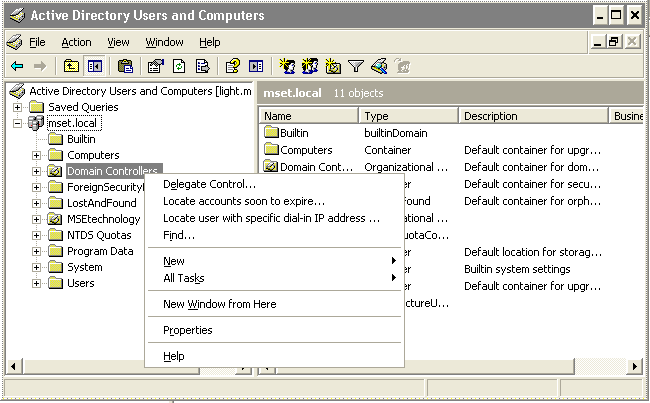 Active Directory Users and Computers
File Action View Window Help
Active Directory Users and Computers [light.m
Saved Queries
mset.local
Builtin
Computers
Domain Controllers
ForeignSecurity
LostAndFound
MSEtechnology
NTDS Quotas
Program Data
System
Users
mset.local 11 objects
Name Type Description Busine
Builtin builtinDomain
Computers Container Default container for upgr...
Domain Cont... Organizational ... Default container for dom...
er Default container for secu...
Found Default container for orph...
ational ...
uotaCo...
er Default location for storag...
er Builtin system settings
er Default container for upgr...
ctureU...
Delegate Control...
Locate accounts soon to expire...
Locate user with specific dial-in IP address ...
Find...
New
All Tasks
New Window from Here
Properties
Help